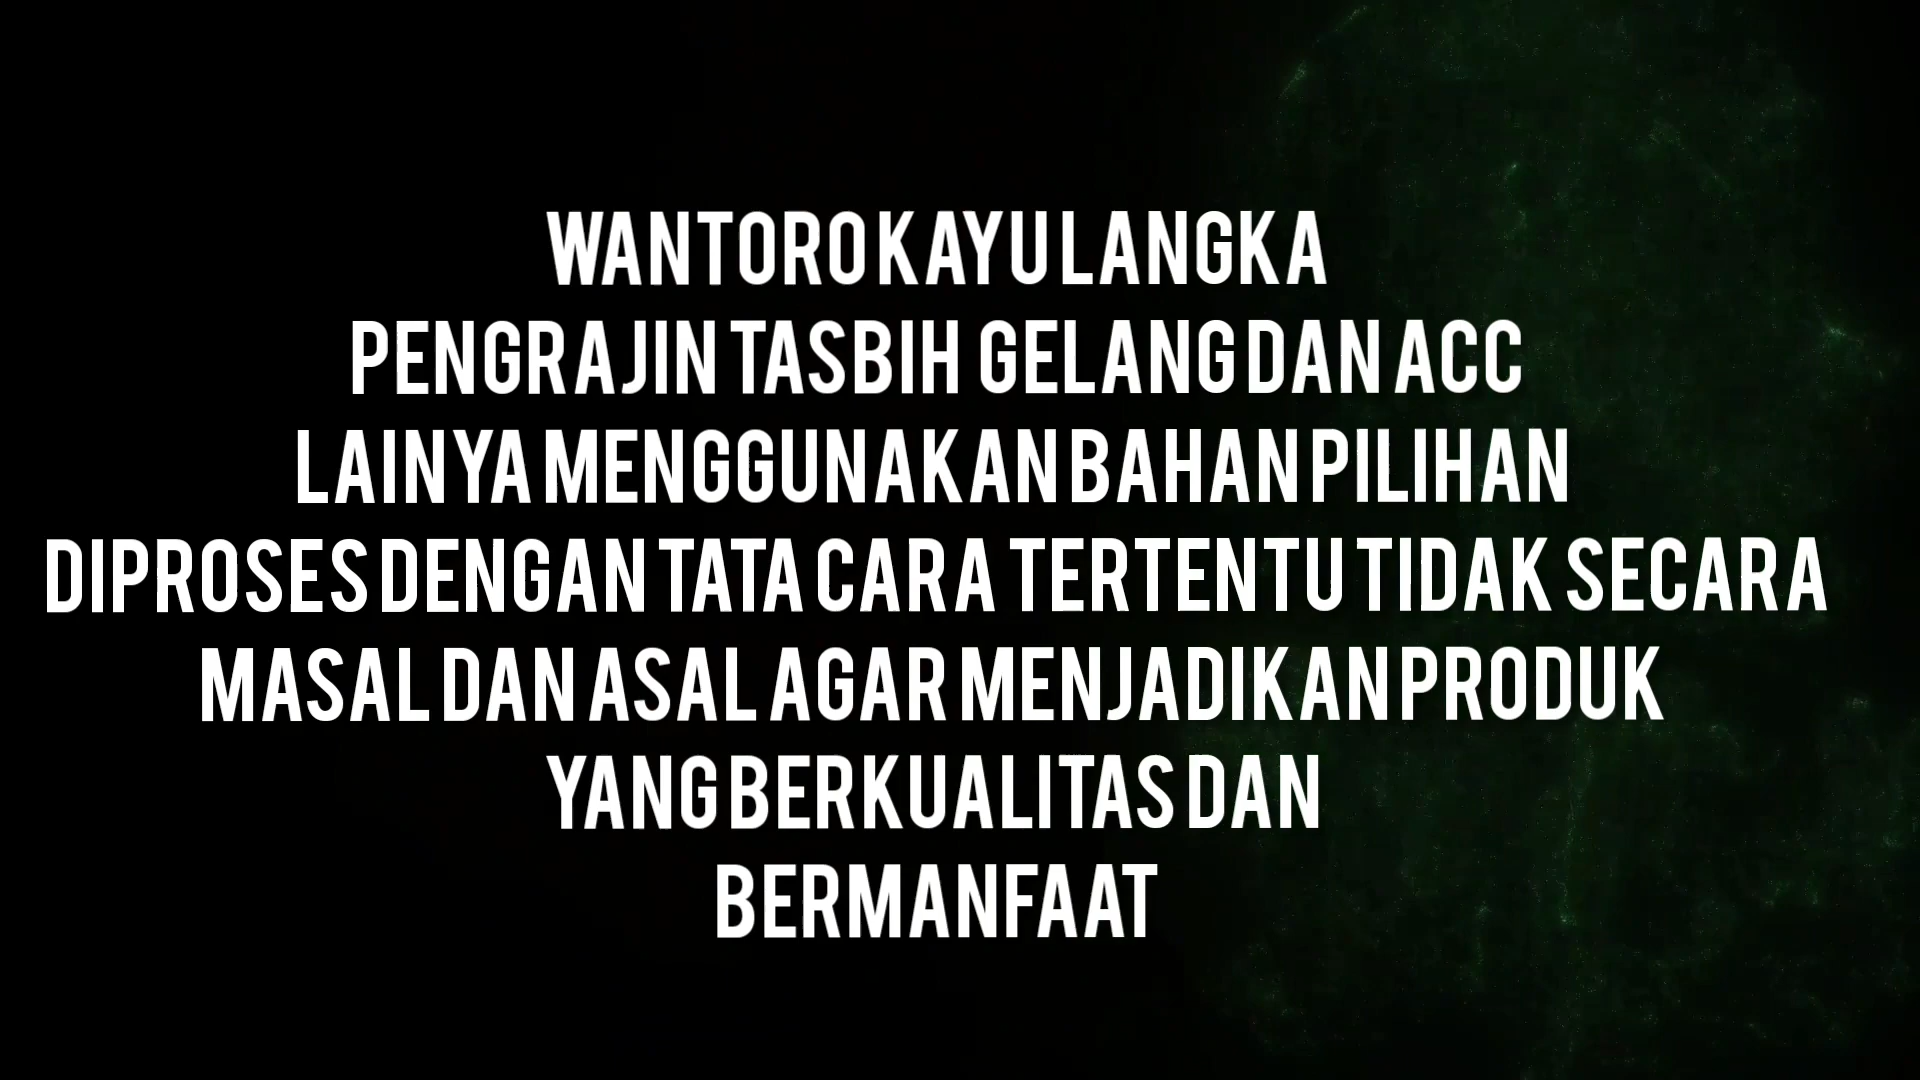 WANTORO KAYU LANGKA
PENGRAJIN TASBIH GELANG DAN ACC
LAINYA MENGGUNAKAN BAHAN PILIHAN
DIPROSES DENGAN TATA CARA TERTENTU TIDAK SECARA
MASAL DAN ASAL AGAR MENJADIKAN PRODUK
YANG BERKUALITAS DAN
BERMANFAAT